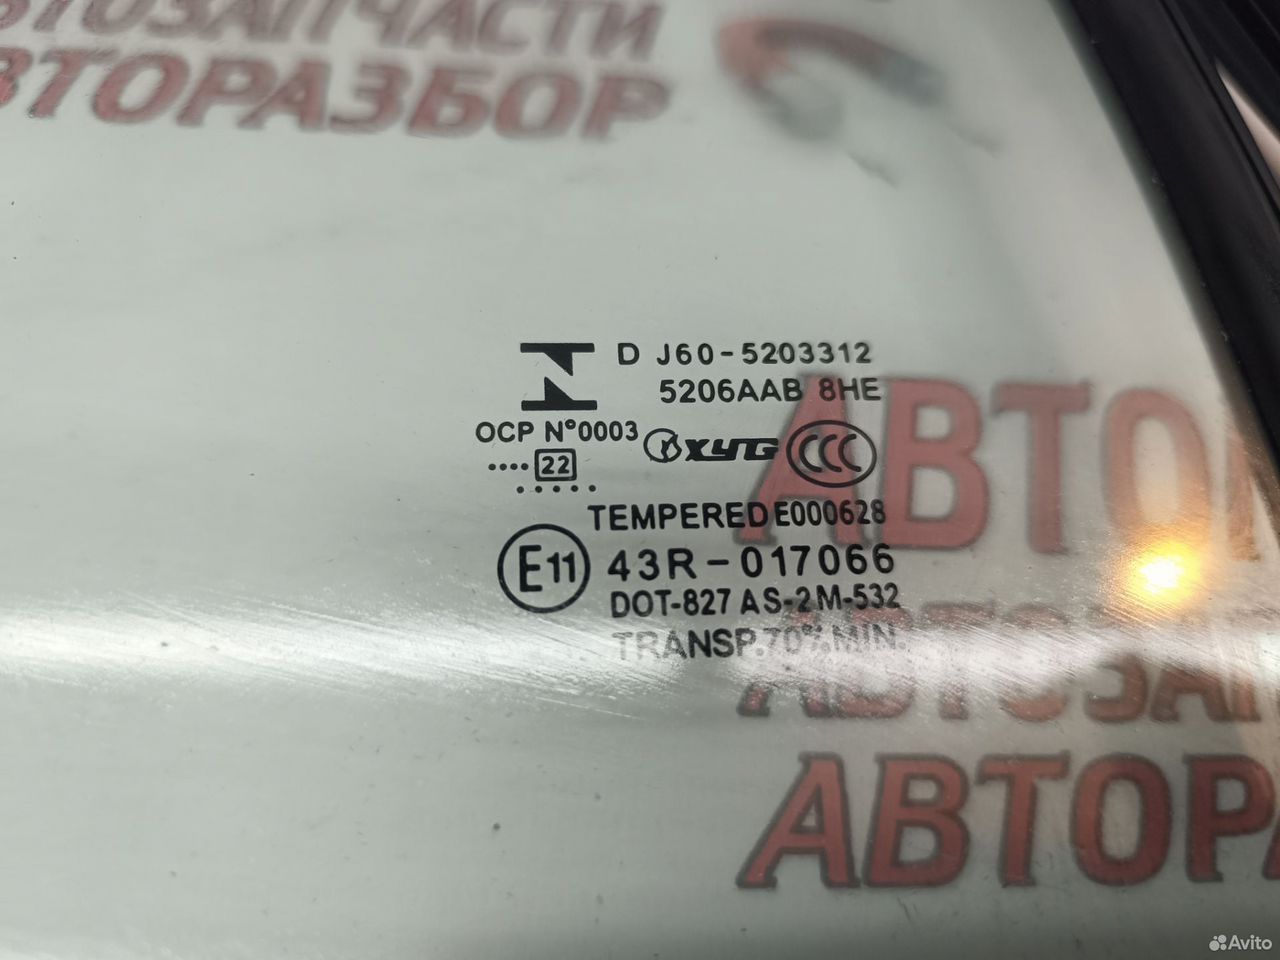 АВТОЗАПЧАСТИ
АВТОРАЗБОР
D J60-5203312
5206AAB 8HE
OCP N°0003
XYG
CCC
22
TEMPERED E000628
E11
43R-017066
DOT-827 AS-2 M-532
TRANSP.70%.MIN.
АВТО
АВТОЗАП
АВТОР
Avito